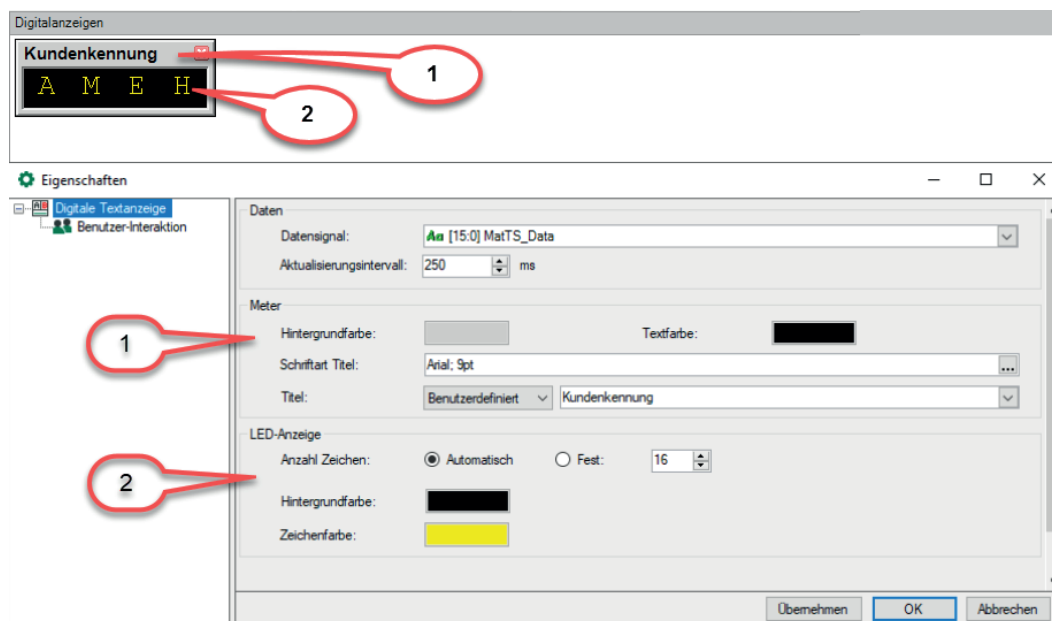 Digitalanzeigen
Kundenkennung
1
A M E H
2
Eigenschaften
Digitale Textanzeige
Benutzer-Interaktion
Daten
Datensignal: Aa [15:0] MatTS_Data
Aktualisierungsintervall: 250 ms
Meter
1
Hintergrundfarbe: Textfarbe:
Schriftart Titel: Arial; 9pt ...
Titel: Benutzerdefiniert Kundenkennung
LED-Anzeige
Anzahl Zeichen: Automatisch Fest: 16
2
Hintergrundfarbe:
Zeichenfarbe:
Übernehmen OK Abbrechen